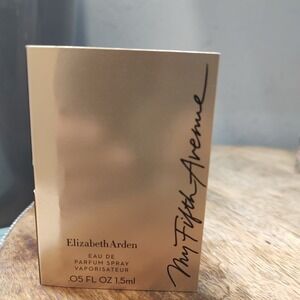 My Fifth Avenue
Elizabeth Arden
EAU DE
PARFUM SPRAY
VAPORISATEUR
.05 FL OZ 1.5ml